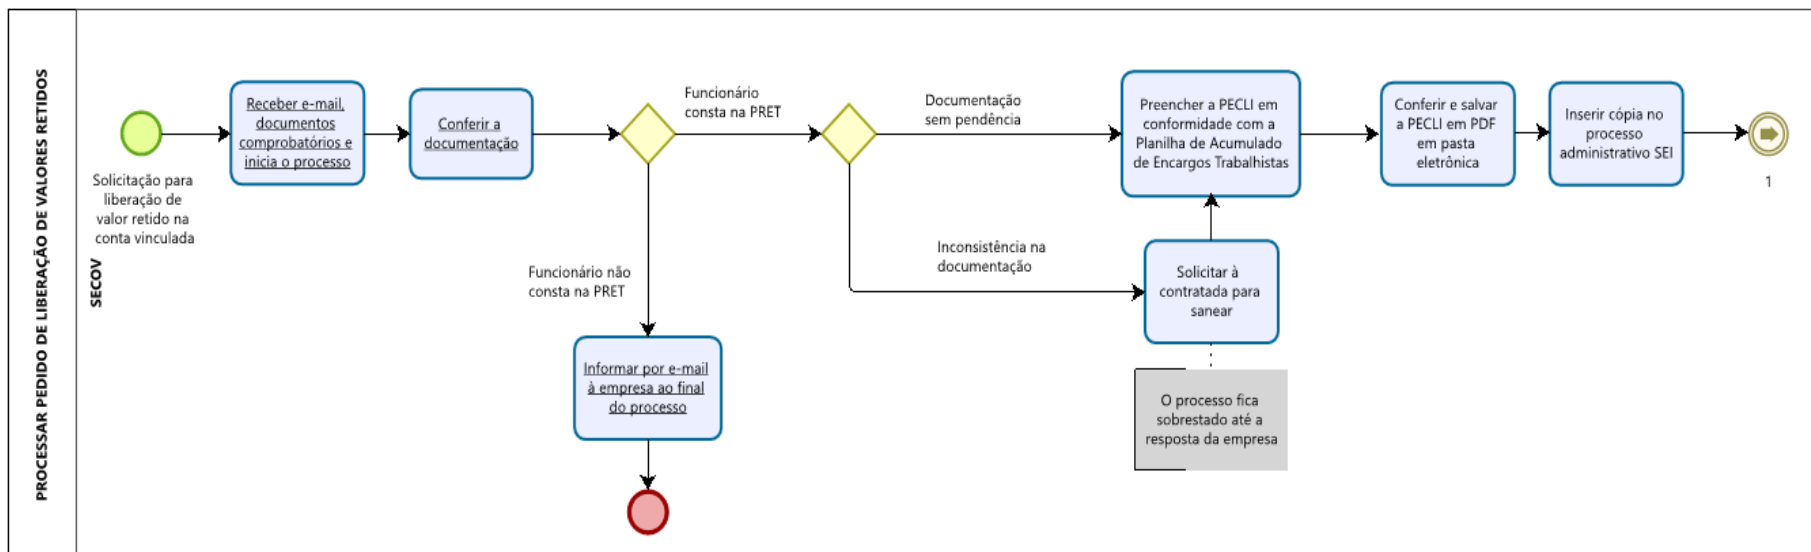 PROCESSAR PEDIDO DE LIBERAÇÃO DE VALORES RETIDOS
SECOV
Solicitação para
liberação de
valor retido na
conta vinculada
Receber e-mail,
documentos
comprobatórios e
inicia o processo
Conferir a
documentação
Funcionário
consta na PRET
Funcionário não
consta na PRET
Informar por e-mail
à empresa ao final
do processo
Documentação
sem pendência
Inconsistência na
documentação
Solicitar à
contratada para
sanear
O processo fica
sobrestado até a
resposta da empresa
Preencher a PECLI em
conformidade com a
Planilha de Acumulado
de Encargos Trabalhistas
Conferir e salvar
a PECLI em PDF
em pasta
eletrônica
Inserir cópia no
processo
administrativo SEI
1